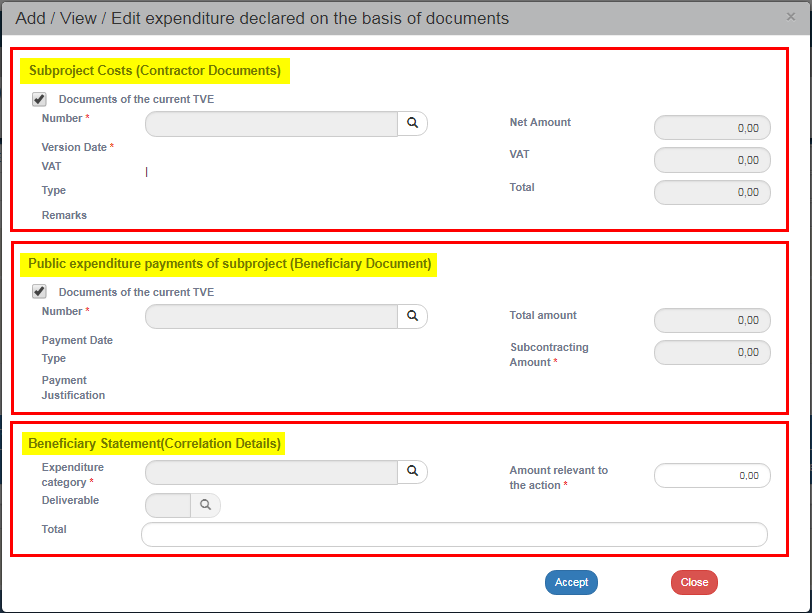 Add / View / Edit expenditure declared on the basis of documents ×
Subproject Costs (Contractor Documents)
Documents of the current TVE
Number *
Net Amount 0,00
Version Date *
VAT
VAT 0,00
Type
Total 0,00
Remarks
Public expenditure payments of subproject (Beneficiary Document)
Documents of the current TVE
Number *
Total amount 0,00
Payment Date
Type
Subcontracting
Amount * 0,00
Payment
Justification
Beneficiary Statement(Correlation Details)
Expenditure
category *
Amount relevant to
the action * 0,00
Deliverable
Total
Accept Close